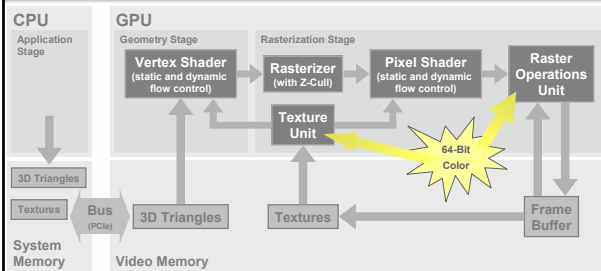 CPU
GPU
Application
Stage
Geometry Stage
Rasterization Stage
Vertex Shader
(static and dynamic
flow control)
Rasterizer
(with Z-Cull)
Pixel Shader
(static and dynamic
flow control)
Raster
Operations
Unit
Texture
Unit
64-Bit
Color
3D Triangles
Textures
Bus
(PCIe)
3D Triangles
Textures
Frame
Buffer
System
Memory
Video Memory